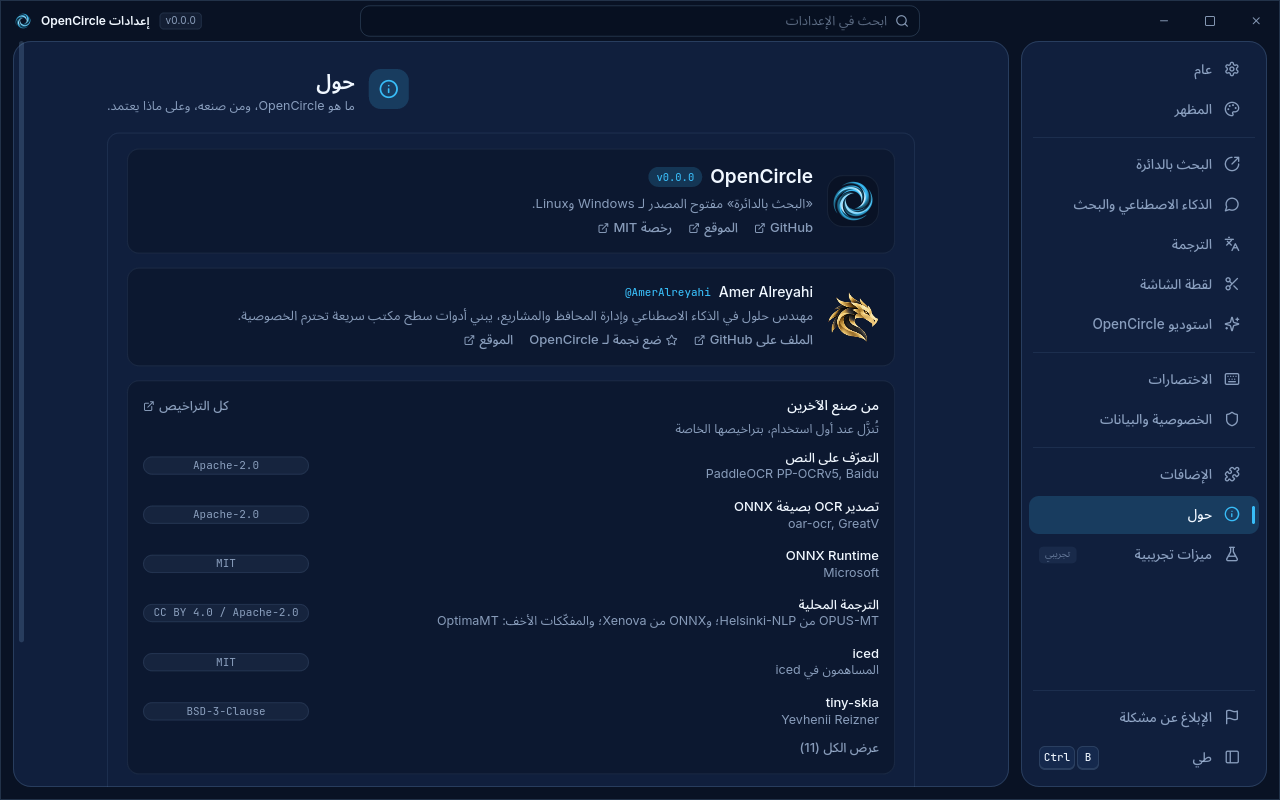 إعدادات OpenCircle v0.0.0
ابحث في الإعدادات
عام
المظهر
البحث بالدائرة
الذكاء الاصطناعي والبحث
الترجمة
لقطة الشاشة
استوديو OpenCircle
الاختصارات
الخصوصية والبيانات
الإضافات
حول
ميزات تجريبية تجريبي
الإبلاغ عن مشكلة
طي Ctrl B
حول
ما هو OpenCircle، ومن صنعه، وعلى ماذا يعتمد.
OpenCircle v0.0.0
«البحث بالدائرة» مفتوح المصدر لـ Windows وLinux.
GitHub الموقع رخصة MIT
Amer Alreyahi @AmerAlreyahi
مهندس حلول في الذكاء الاصطناعي وإدارة المحافظ والمشاريع، يبني أدوات سطح مكتب سريعة تحترم الخصوصية.
الملف على GitHub ضع نجمة لـ OpenCircle الموقع
من صنع الآخرين كل التراخيص
تُنزَّل عند أول استخدام، بتراخيصها الخاصة
التعرّف على النص
PaddleOCR PP-OCRv5, Baidu
Apache-2.0
تصدير OCR بصيغة ONNX
oar-ocr, GreatV
Apache-2.0
ONNX Runtime
Microsoft
MIT
الترجمة المحلية
OPUS-MT من Helsinki-NLP؛ وONNX من Xenova؛ والمفكّكات الأخف: OptimaMT
CC BY 4.0 / Apache-2.0
iced
المساهمون في iced
MIT
tiny-skia
Yevhenii Reizner
BSD-3-Clause
عرض الكل (11)